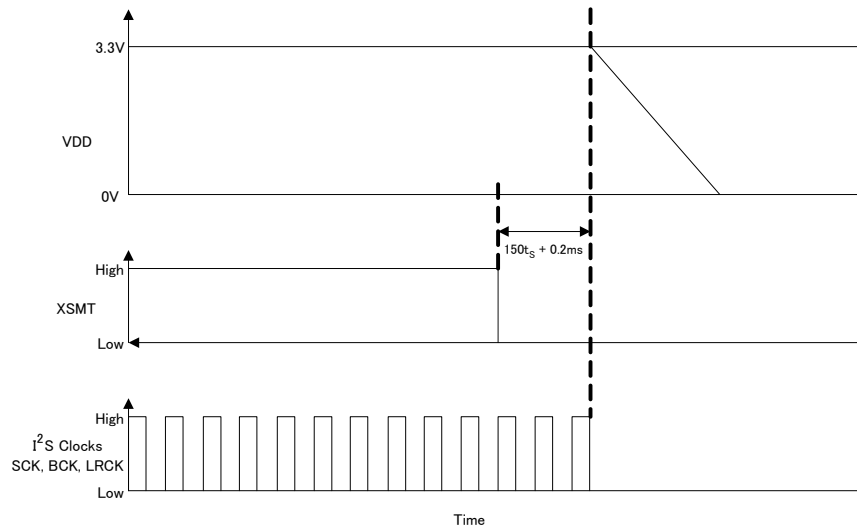 3.3V
VDD
0V
150tS + 0.2ms
High
XSMT
Low
High
I2S Clocks
SCK, BCK, LRCK
Low
Time